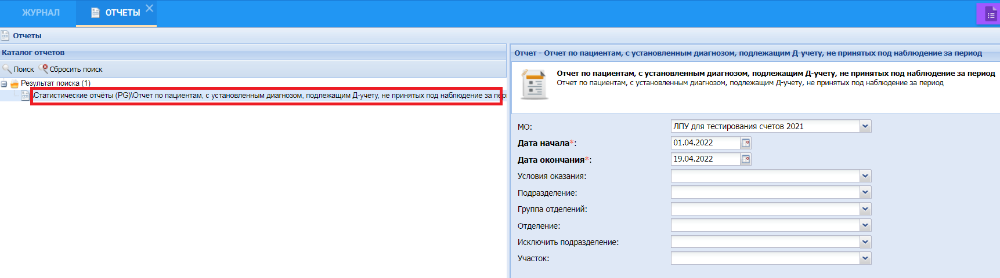 ЖУРНАЛ
ОТЧЕТЫ
Отчеты
Каталог отчетов
Поиск Сбросить поиск
Результат поиска (1)
\Статистические отчёты (PG)\Отчет по пациентам, с установленным диагнозом, подлежащим Д-учету, не принятых под наблюдение за пери
Отчет - Отчет по пациентам, с установленным диагнозом, подлежащим Д-учету, не принятых под наблюдение за период
Отчет по пациентам, с установленным диагнозом, подлежащим Д-учету, не принятых под наблюдение за период
Отчет по пациентам, с установленным диагнозом, подлежащим Д-учету, не принятых под наблюдение за период
МО: ЛПУ для тестирования счетов 2021
Дата начала*: 01.04.2022
Дата окончания*: 19.04.2022
Условия оказания:
Подразделение:
Группа отделений:
Отделение:
Исключить подразделение:
Участок: